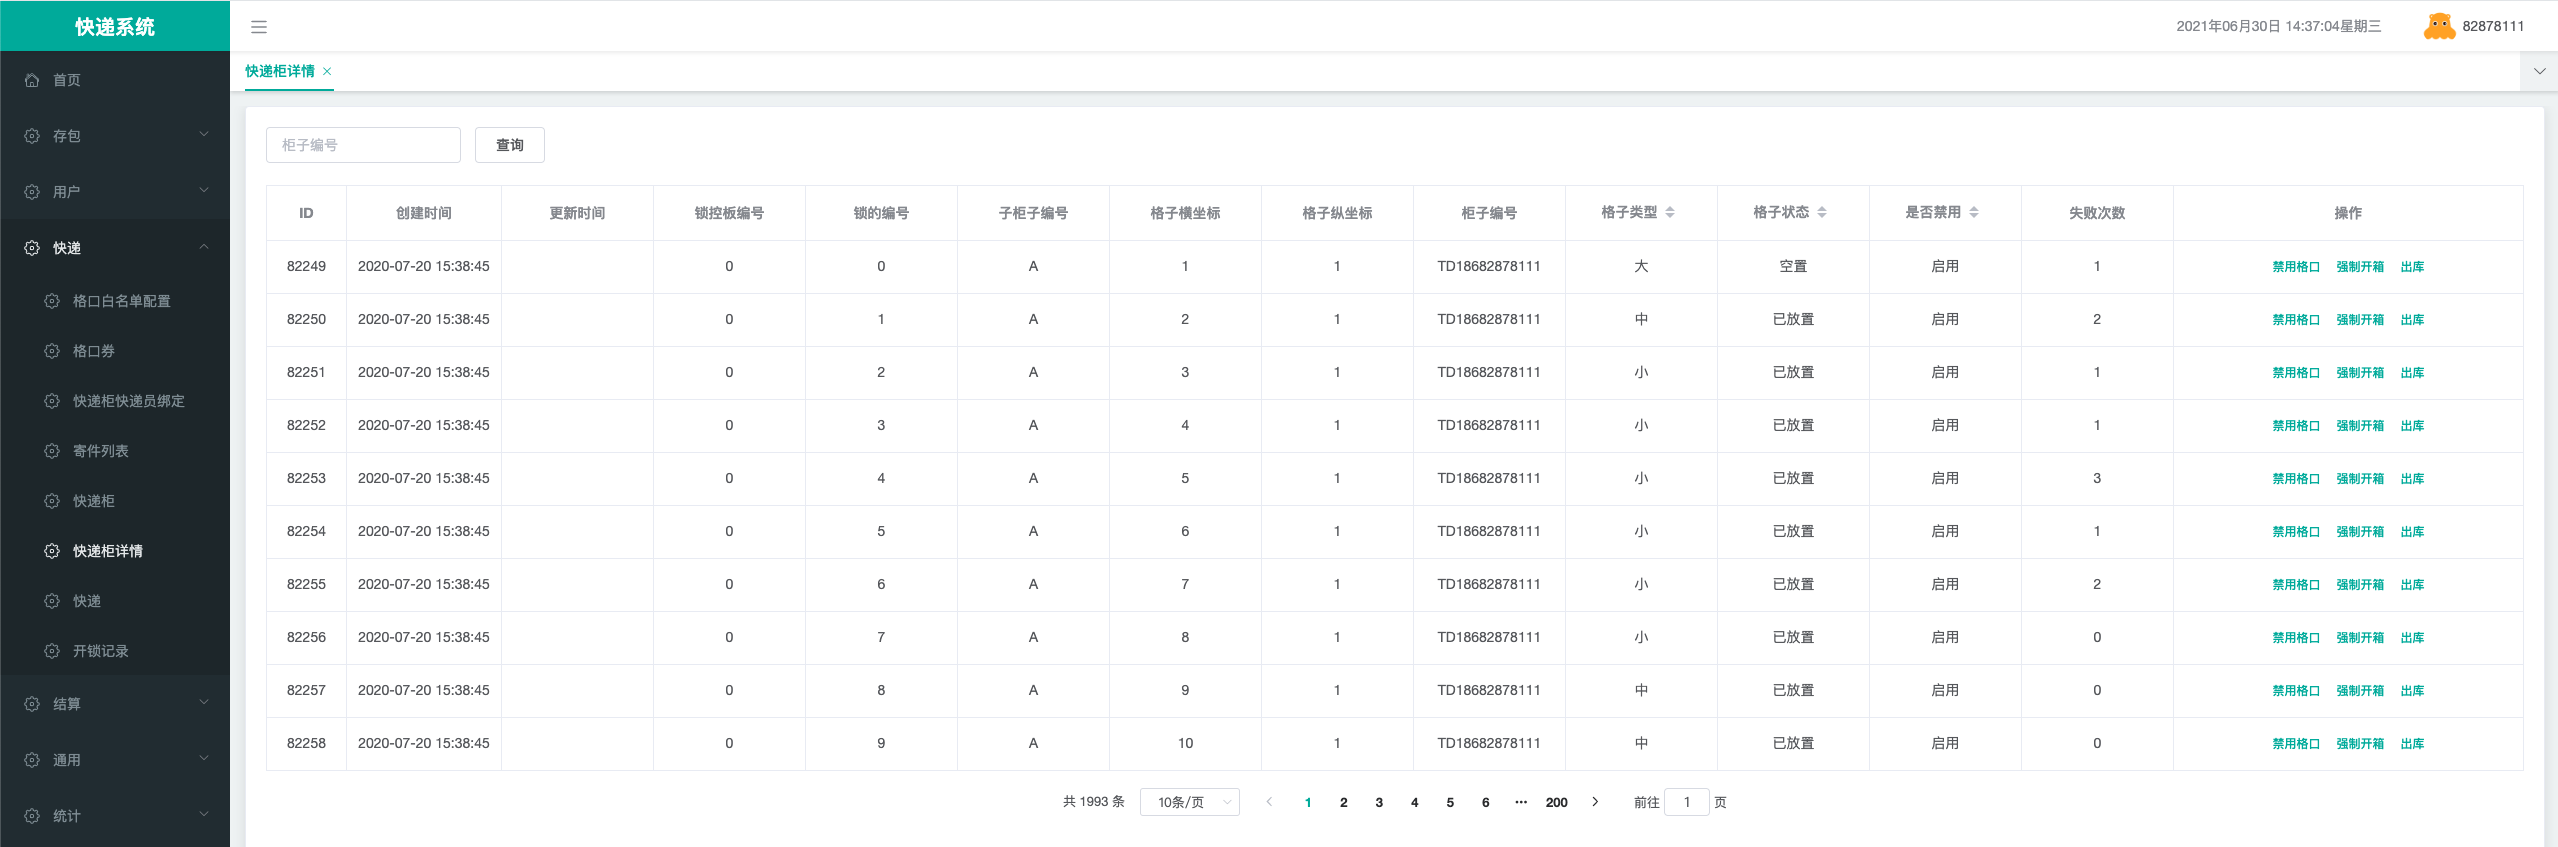 快递系统
2021年06月30日 14:37:04星期三 82878111
快递柜详情
首页
存包
用户
快递
格口白名单配置
格口券
快递柜快递员绑定
寄件列表
快递柜
快递柜详情
快递
开锁记录
结算
通用
统计
柜子编号 查询
ID 创建时间 更新时间 锁控板编号 锁的编号 子柜子编号 格子横坐标 格子纵坐标 柜子编号 格子类型 格子状态 是否禁用 失败次数 操作
82249 2020-07-20 15:38:45 0 0 A 1 1 TD18682878111 大 空置 启用 1 禁用格口 强制开箱 出库
82250 2020-07-20 15:38:45 0 1 A 2 1 TD18682878111 中 已放置 启用 2 禁用格口 强制开箱 出库
82251 2020-07-20 15:38:45 0 2 A 3 1 TD18682878111 小 已放置 启用 1 禁用格口 强制开箱 出库
82252 2020-07-20 15:38:45 0 3 A 4 1 TD18682878111 小 已放置 启用 1 禁用格口 强制开箱 出库
82253 2020-07-20 15:38:45 0 4 A 5 1 TD18682878111 小 已放置 启用 3 禁用格口 强制开箱 出库
82254 2020-07-20 15:38:45 0 5 A 6 1 TD18682878111 小 已放置 启用 1 禁用格口 强制开箱 出库
82255 2020-07-20 15:38:45 0 6 A 7 1 TD18682878111 小 已放置 启用 2 禁用格口 强制开箱 出库
82256 2020-07-20 15:38:45 0 7 A 8 1 TD18682878111 小 已放置 启用 0 禁用格口 强制开箱 出库
82257 2020-07-20 15:38:45 0 8 A 9 1 TD18682878111 中 已放置 启用 0 禁用格口 强制开箱 出库
82258 2020-07-20 15:38:45 0 9 A 10 1 TD18682878111 中 已放置 启用 0 禁用格口 强制开箱 出库
共 1993 条 10条/页 1 2 3 4 5 6 ··· 200 前往 1 页